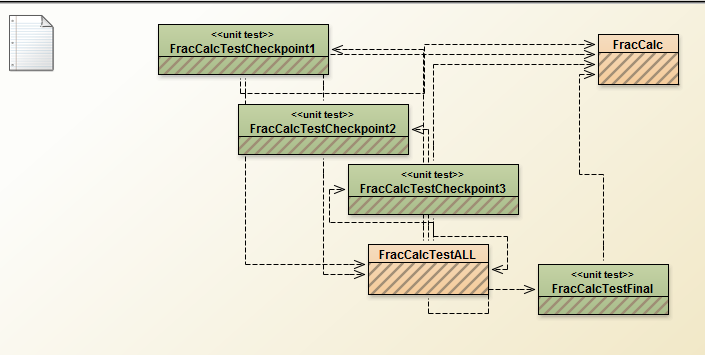 <<unit test>>
FracCalcTestCheckpoint1
FracCalc
<<unit test>>
FracCalcTestCheckpoint2
<<unit test>>
FracCalcTestCheckpoint3
FracCalcTestALL
<<unit test>>
FracCalcTestFinal